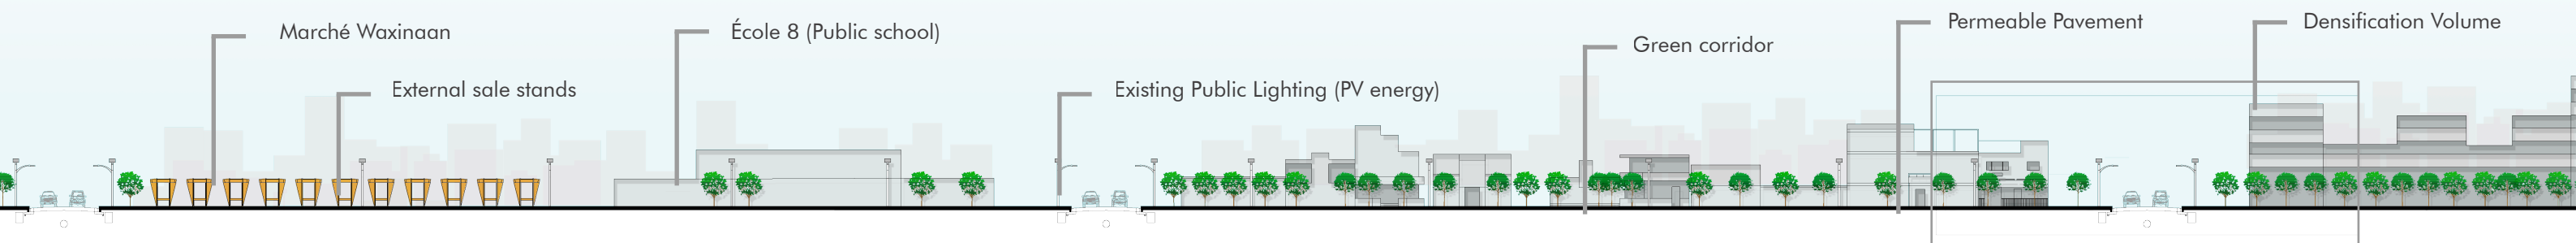 Marché Waxinaan
External sale stands
École 8 (Public school)
Existing Public Lighting (PV energy)
Green corridor
Permeable Pavement
Densification Volume